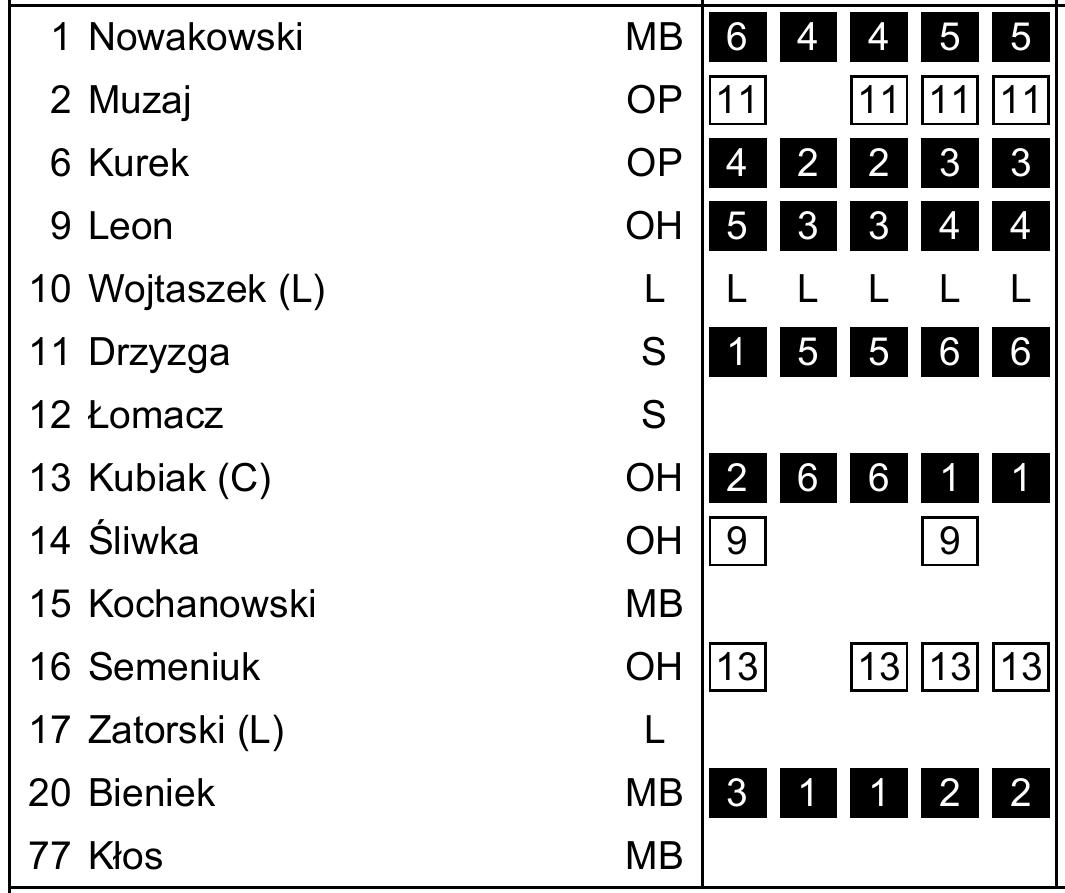 1 Nowakowski MB 6 4 4 5 5
2 Muzaj OP 11 11 11 11
6 Kurek OP 4 2 2 3 3
9 Leon OH 5 3 3 4 4
10 Wojtaszek (L) L L L L L L
11 Drzyzga S 1 5 5 6 6
12 Łomacz S
13 Kubiak (C) OH 2 6 6 1 1
14 Śliwka OH 9 9
15 Kochanowski MB
16 Semeniuk OH 13 13 13 13
17 Zatorski (L) L
20 Bieniek MB 3 1 1 2 2
77 Kłos MB